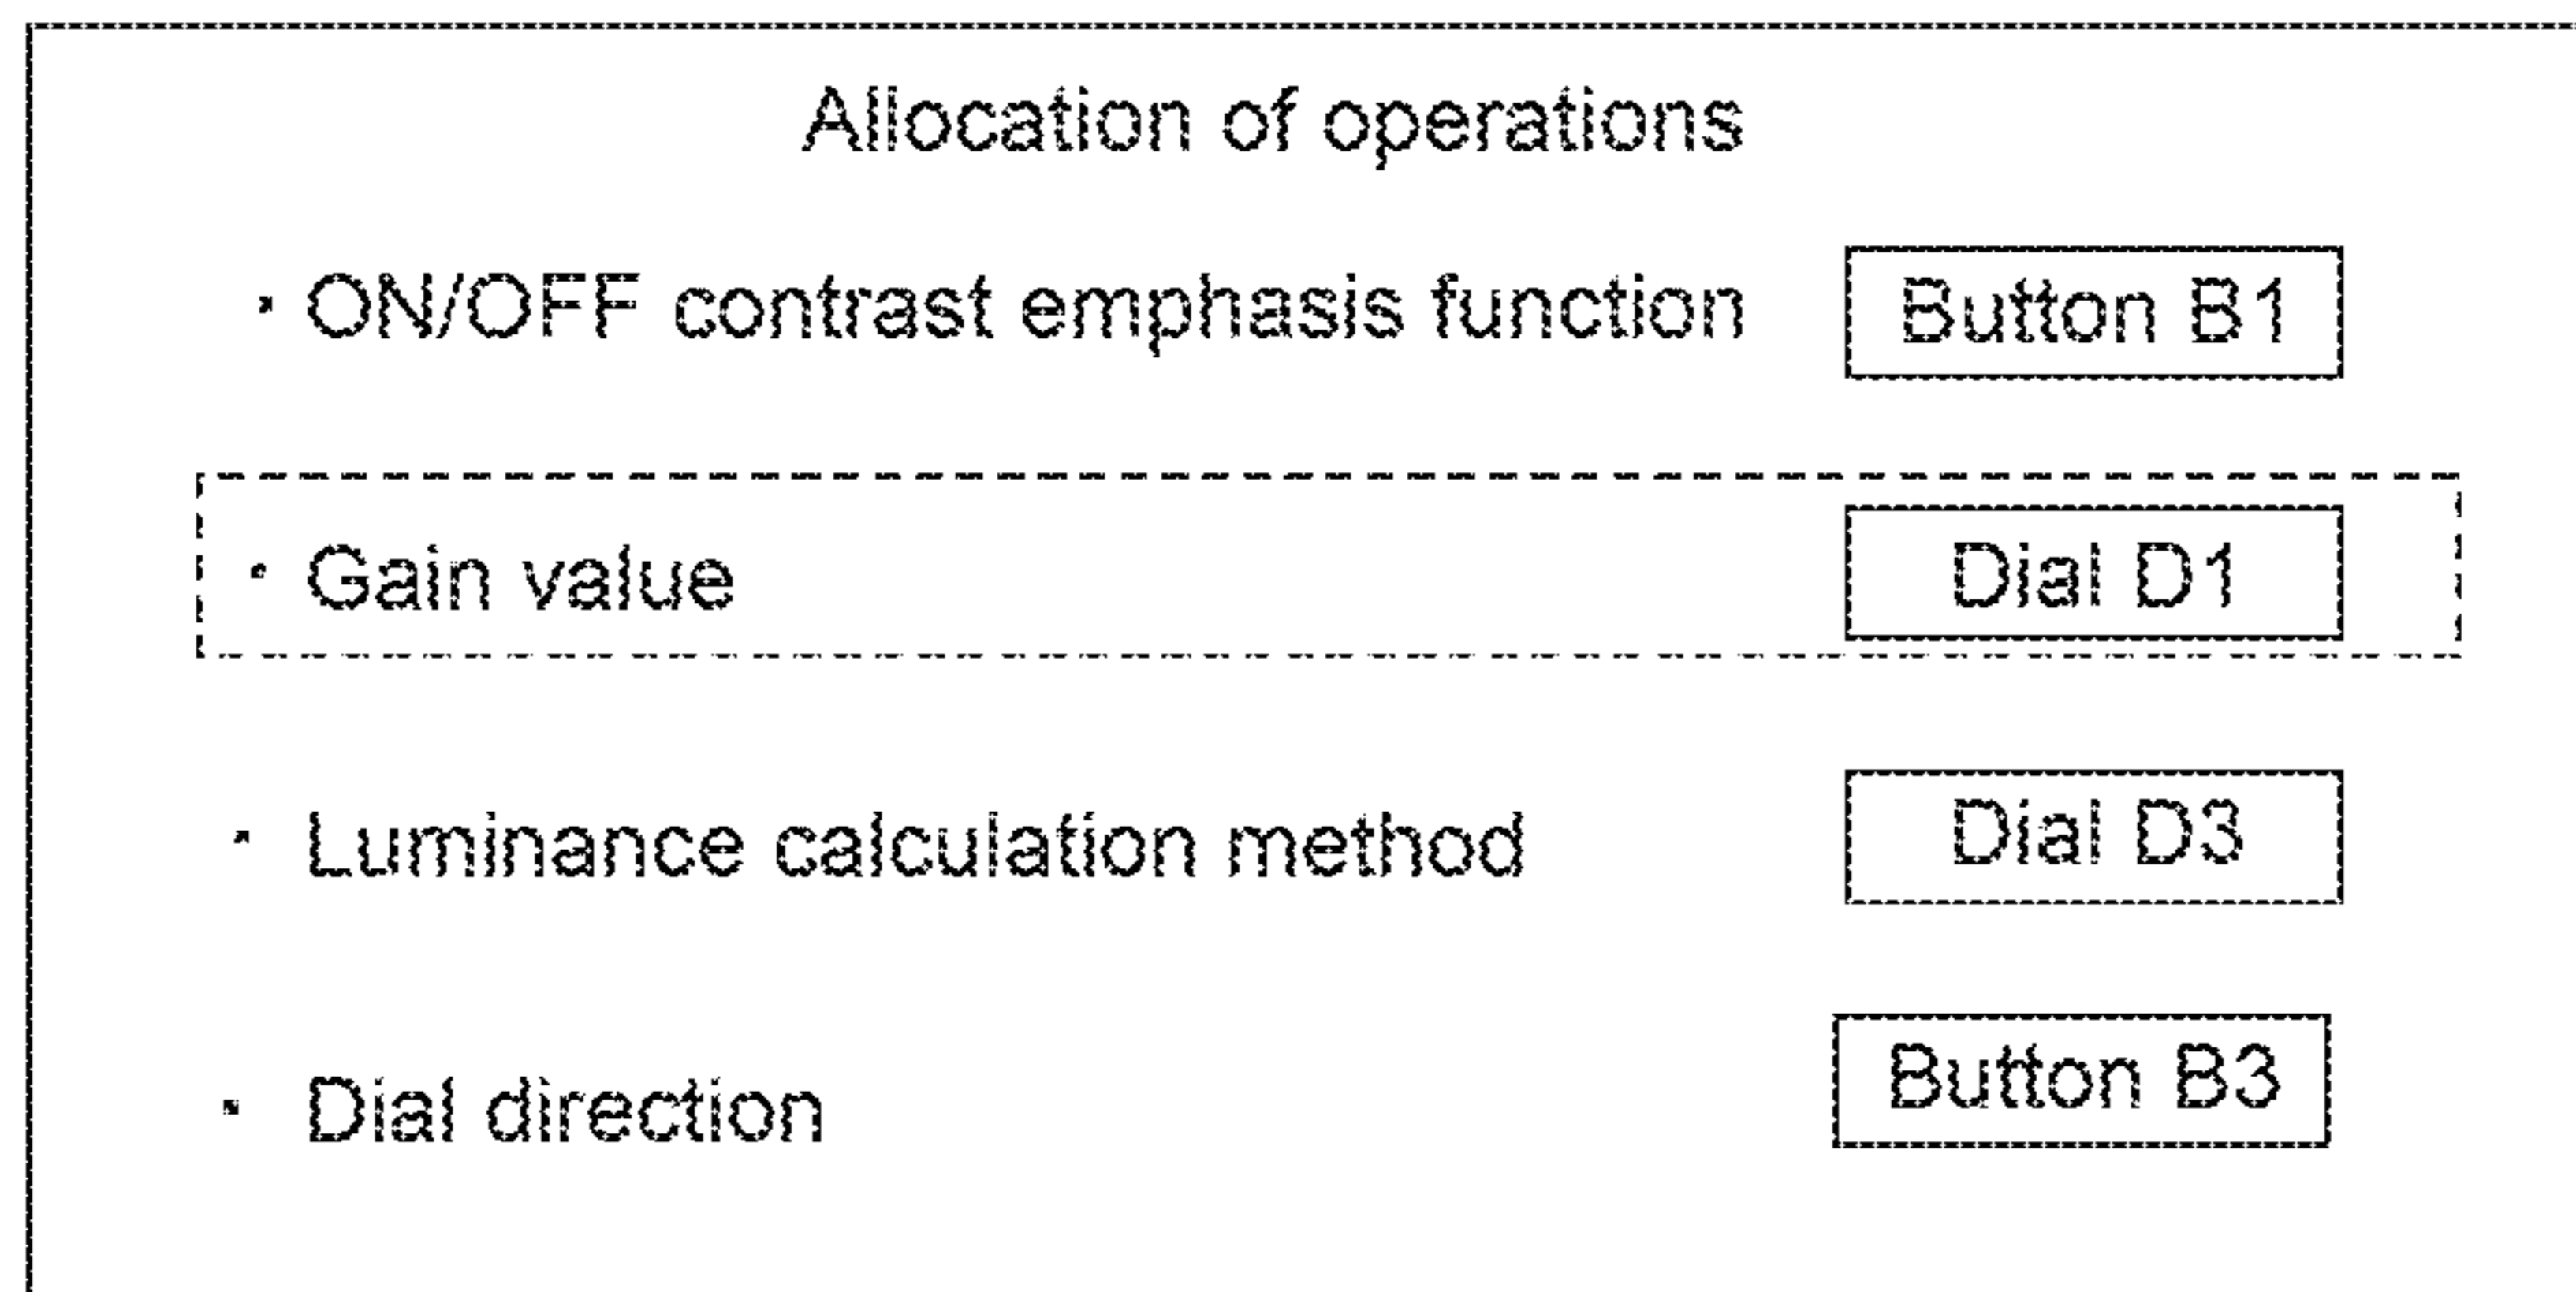 Allocation of operations
・ON/OFF contrast emphasis function Button B1
・Gain value Dial D1
・Luminance calculation method Dial D3
・Dial direction Button B3